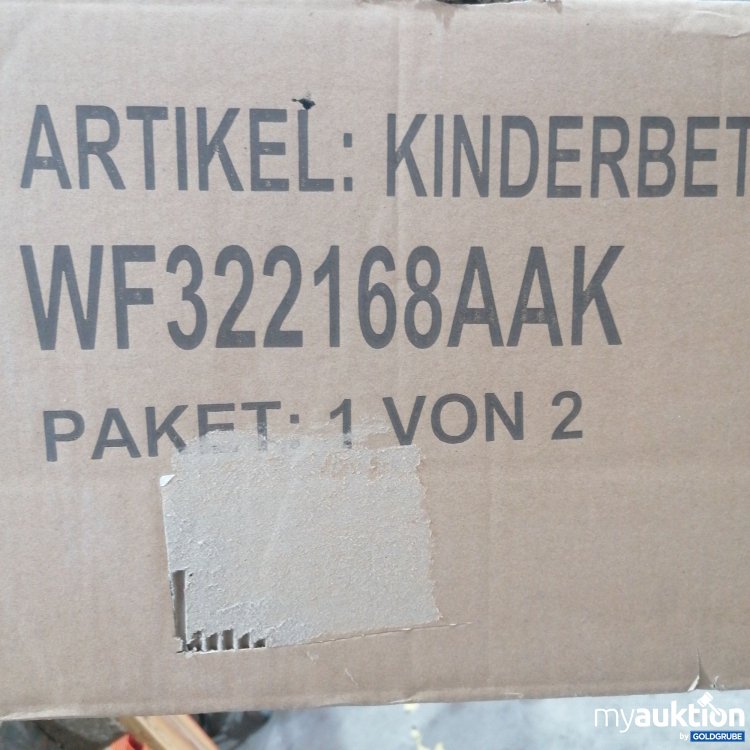 ARTIKEL: KINDERBET
WF322168AAK
PAKET: 1 VON 2
myauktion
by GOLDGRUBE